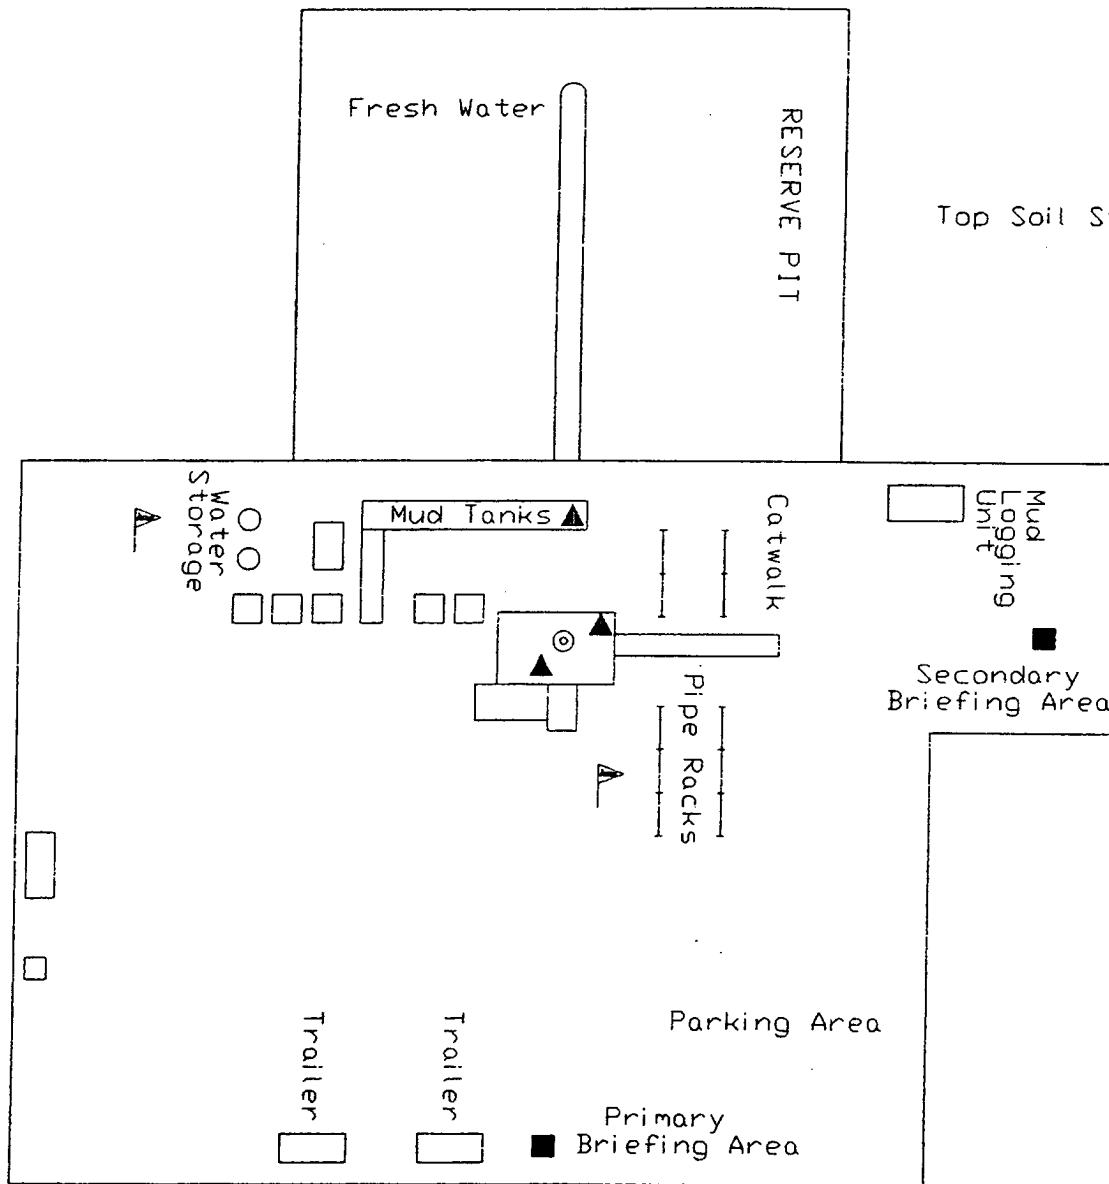 Fresh Water
RESERVE PIT
Top Soil
Water
Storage
Mud Tanks
Catwalk
Mud
Logging
Unit
Secondary
Briefing Area
Pipe Racks
Parking Area
Trailer
Trailer
Primary
Briefing Area